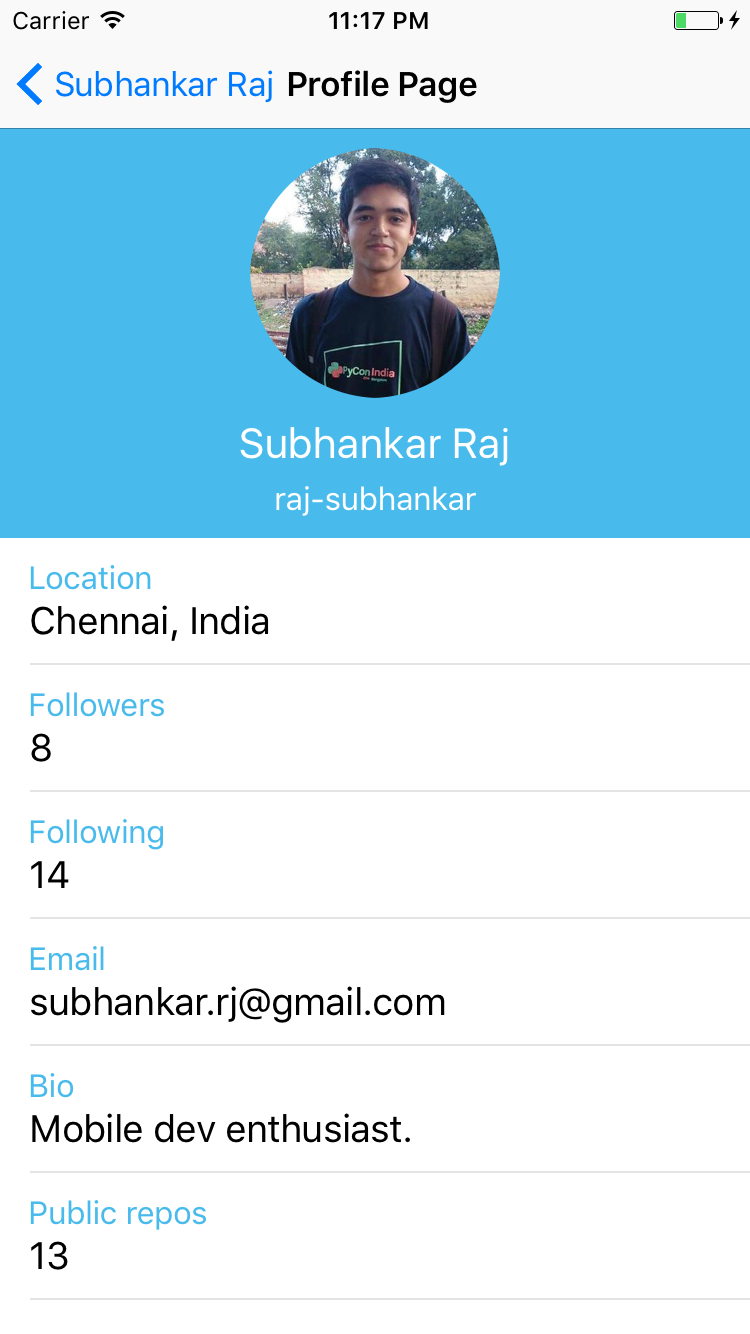 Carrier 11:17 PM
Subhankar Raj Profile Page
PyCon India
Subhankar Raj
raj-subhankar
Location
Chennai, India
Followers
8
Following
14
Email
subhankar.rj@gmail.com
Bio
Mobile dev enthusiast.
Public repos
13